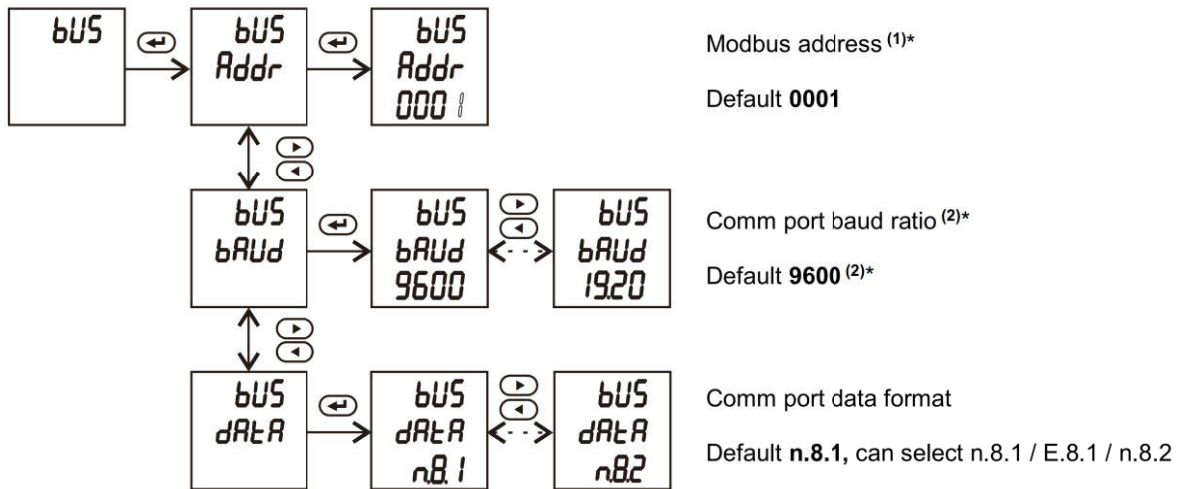 bUS
bUS
Addr
bUS
Addr
0001
Modbus address (1)*
Default 0001
bUS
bAUd
bUS
bAUd
9600
bUS
bAUd
19.20
Comm port baud ratio (2)*
Default 9600 (2)*
bUS
dAtA
bUS
dAtA
n.8.1
bUS
dAtA
n.8.2
Comm port data format
Default n.8.1, can select n.8.1 / E.8.1 / n.8.2